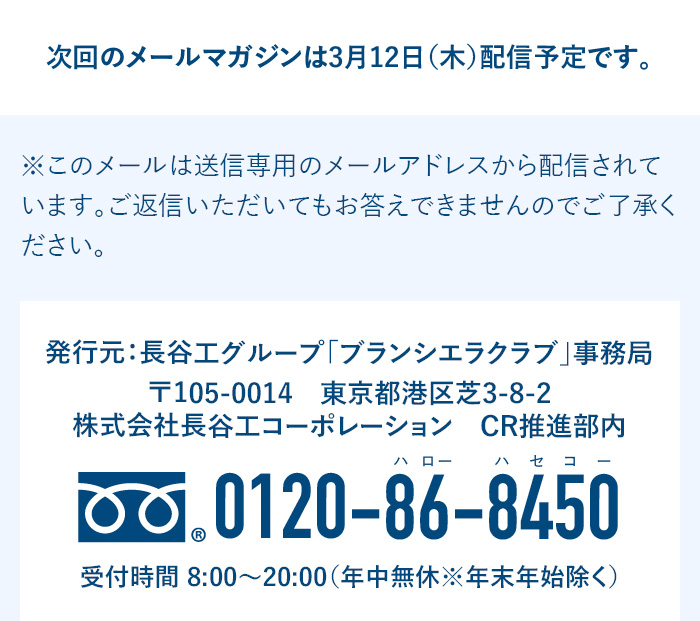 次回のメールマガジンは3月12日（木）配信予定です。
※このメールは送信専用のメールアドレスから配信されて
います。ご返信いただいてもお答えできませんのでご了承く
ださい。
発行元：長谷工グループ「ブランシエラクラブ」事務局
〒105-0014　東京都港区芝3-8-2
株式会社長谷工コーポレーション　CR推進部内
ハ ロー　ハ セ コ ー
® 0120-86-8450
受付時間 8:00～20:00（年中無休※年末年始除く）